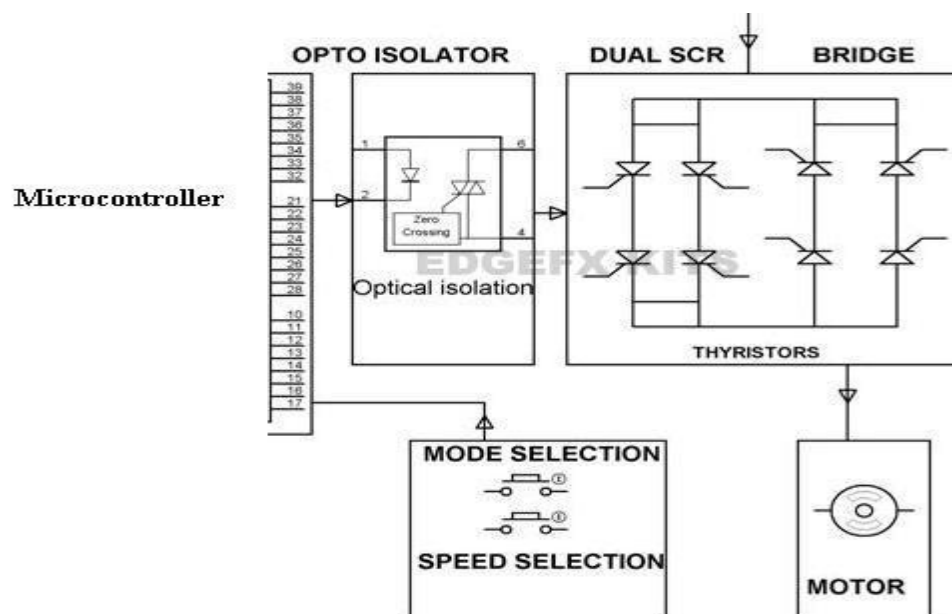 OPTO ISOLATOR
DUAL SCR BRIDGE
Microcontroller
39
38
37
36
35
34
33
32
21
22
23
24
25
26
27
28
10
11
12
13
14
15
16
17
1
2
6
4
Zero
Crossing
EDGEFX KITS
Optical isolation
THYRISTORS
MODE SELECTION
SPEED SELECTION
MOTOR